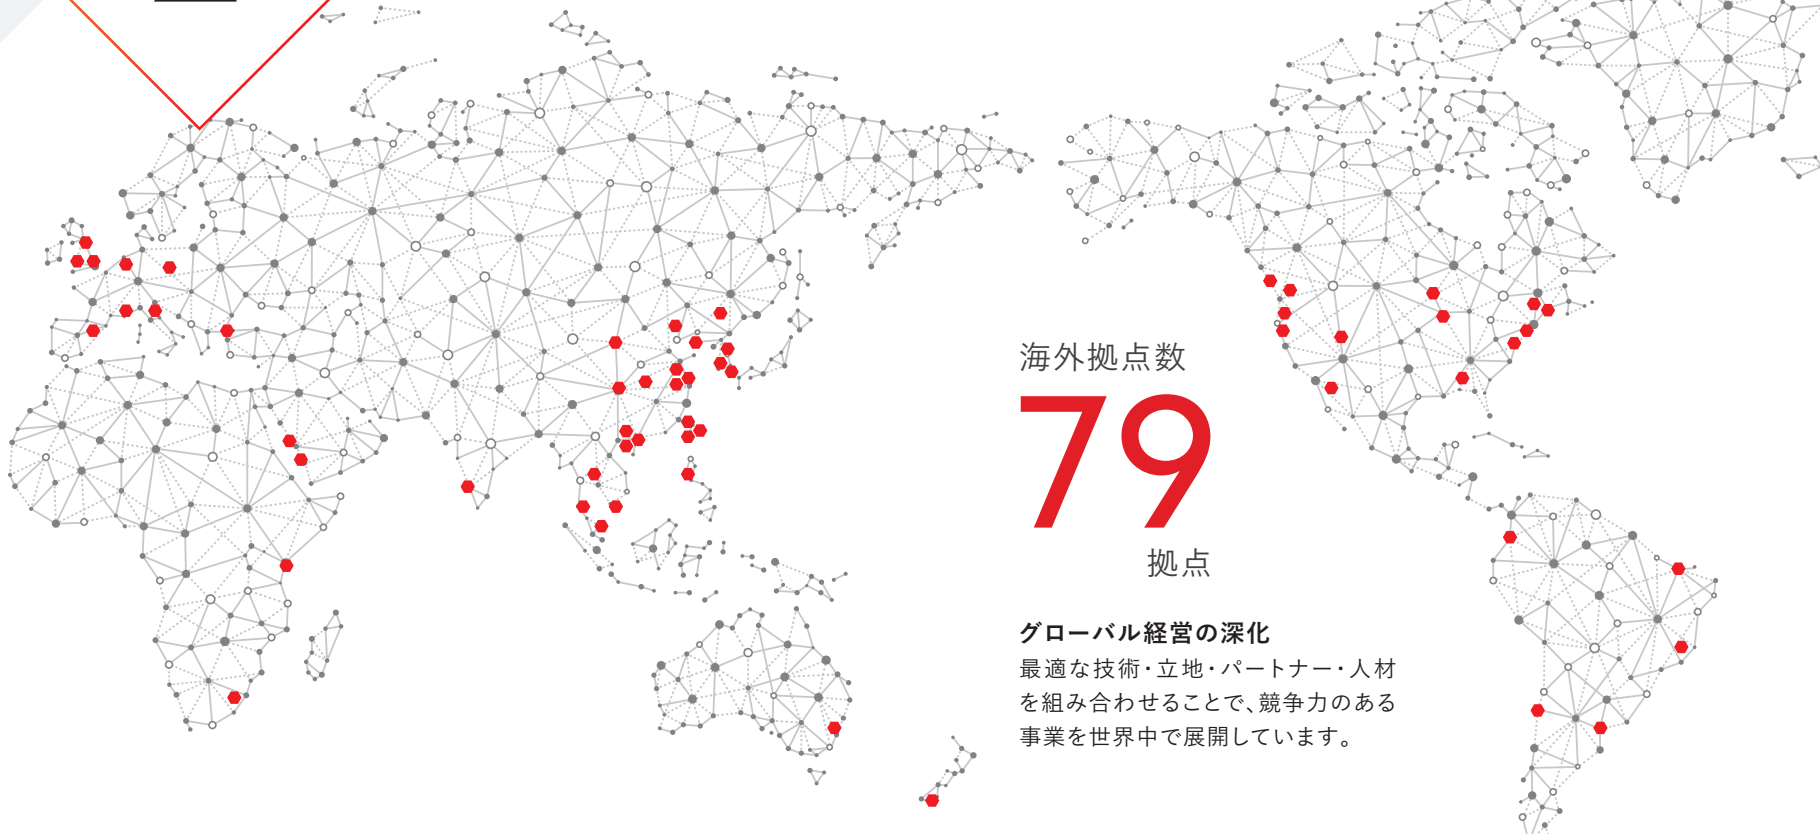 海外拠点数
79
拠点
グローバル経営の深化
最適な技術・立地・パートナー・人材
を組み合わせることで、競争力のある
事業を世界中で展開しています。